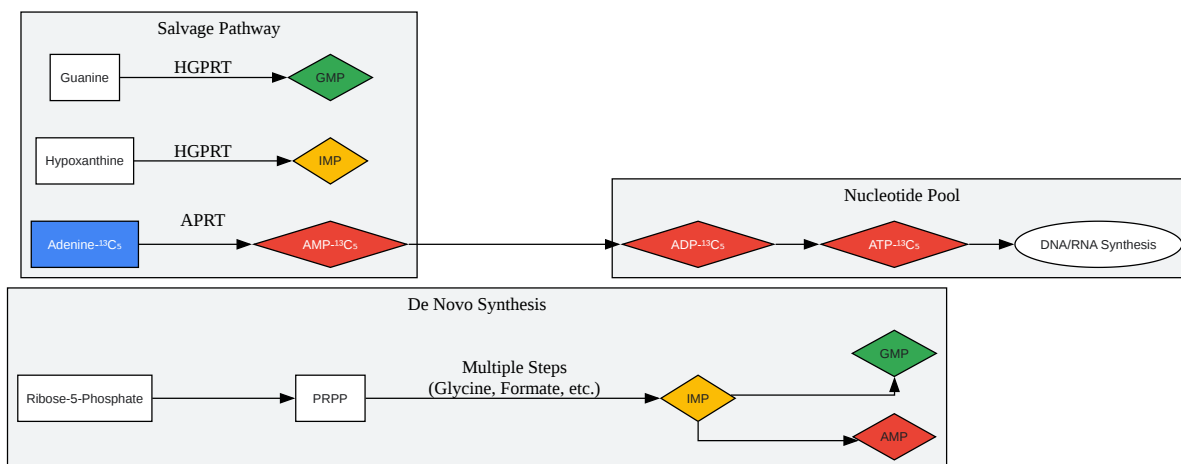 Salvage Pathway
Guanine
HGPRT
GMP
Hypoxanthine
HGPRT
IMP
Adenine-¹³C₅
APRT
AMP-¹³C₅
Nucleotide Pool
ADP-¹³C₅
ATP-¹³C₅
DNA/RNA Synthesis
De Novo Synthesis
Ribose-5-Phosphate
PRPP
Multiple Steps
(Glycine, Formate, etc.)
IMP
GMP
AMP